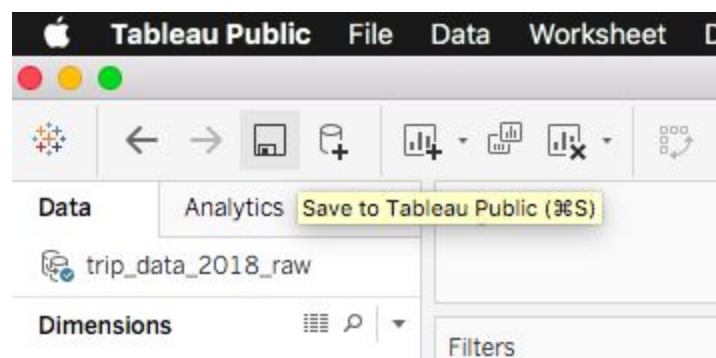 Tableau Public File Data Worksheet
Data Analytics Save to Tableau Public (⌘S)
trip_data_2018_raw
Dimensions
Filters